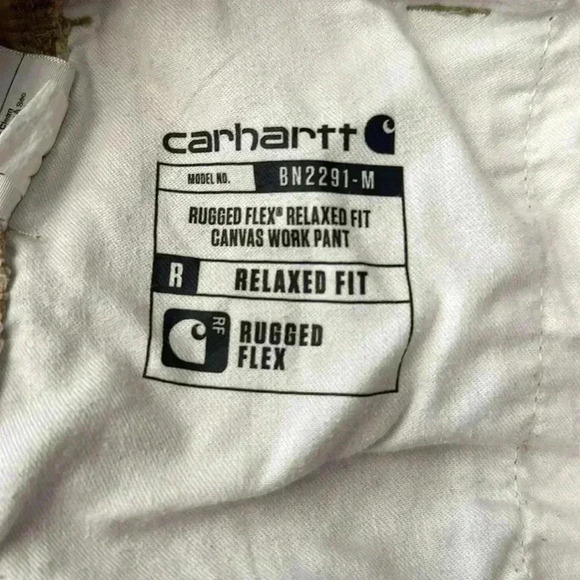 carhartt
MODEL NO. BN2291-M
RUGGED FLEX® RELAXED FIT
CANVAS WORK PANT
R RELAXED FIT
RF
RUGGED
FLEX